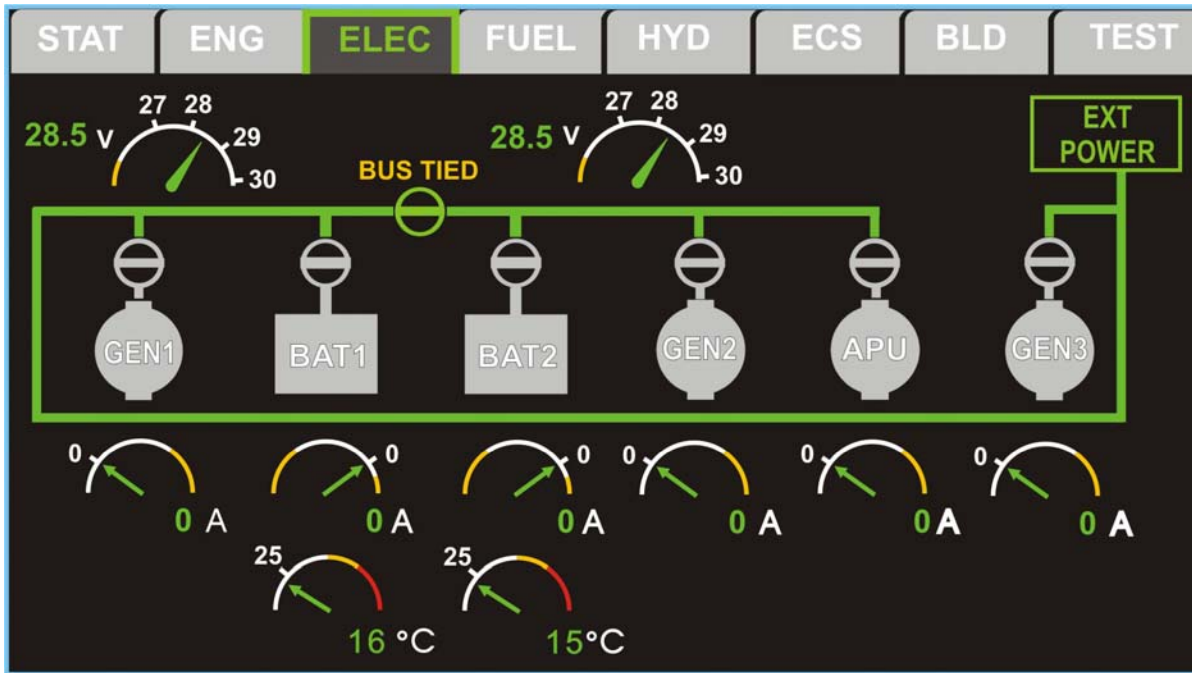 STAT ENG ELEC FUEL HYD ECS BLD TEST
27 28 29 30
28.5 V
27 28 29 30
28.5 V
EXT
POWER
BUS TIED
GEN1 BAT1 BAT2 GEN2 APU GEN3
0 0 0 0 0 0
0 A 0 A 0 A 0 A 0 A 0 A
25 25
16 °C 15°C